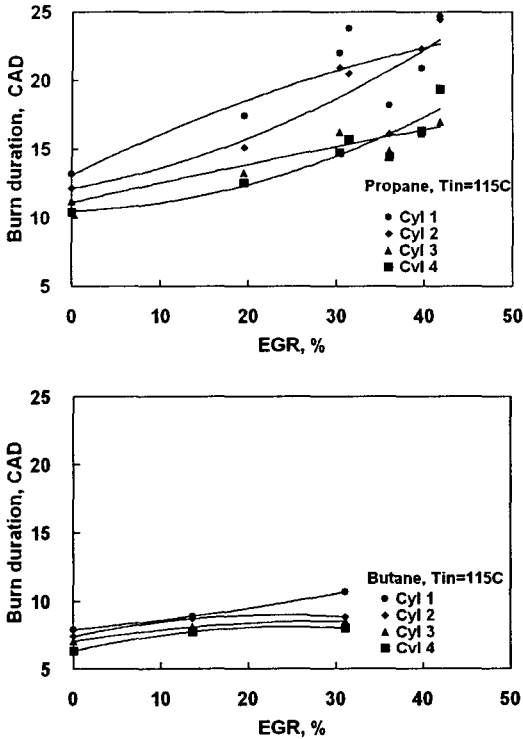 25
20
15
10
5
Burn duration, CAD
Propane, Tin=115C
Cyl 1
Cyl 2
Cyl 3
Cyl 4
0 10 20 30 40 50
EGR, %
25
20
15
10
5
Burn duration, CAD
Butane, Tin=115C
Cyl 1
Cyl 2
Cyl 3
Cyl 4
0 10 20 30 40 50
EGR, %